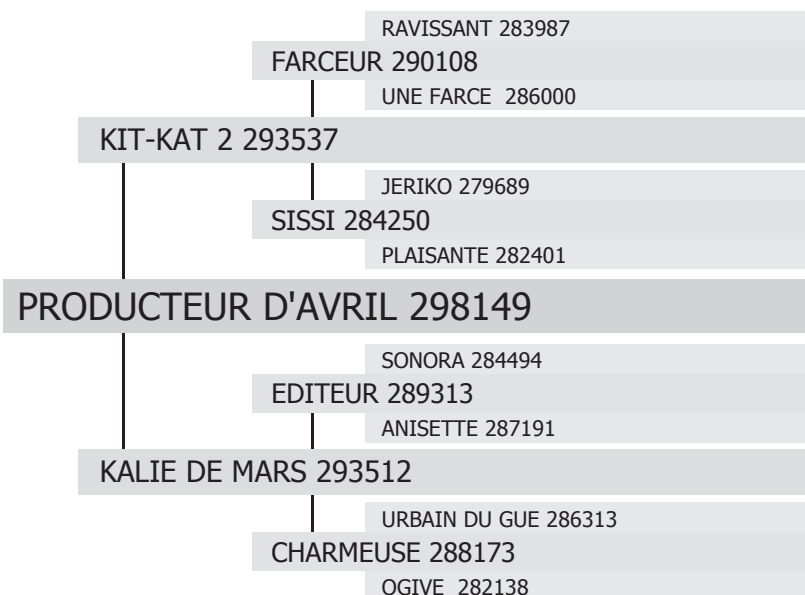 RAVISSANT 283987
FARCEUR 290108
UNE FARCE  286000
KIT-KAT 2 293537
JERIKO 279689
SISSI 284250
PLAISANTE 282401
PRODUCTEUR D'AVRIL 298149
SONORA 284494
EDITEUR 289313
ANISETTE 287191
KALIE DE MARS 293512
URBAIN DU GUE 286313
CHARMEUSE 288173
OGIVE  282138